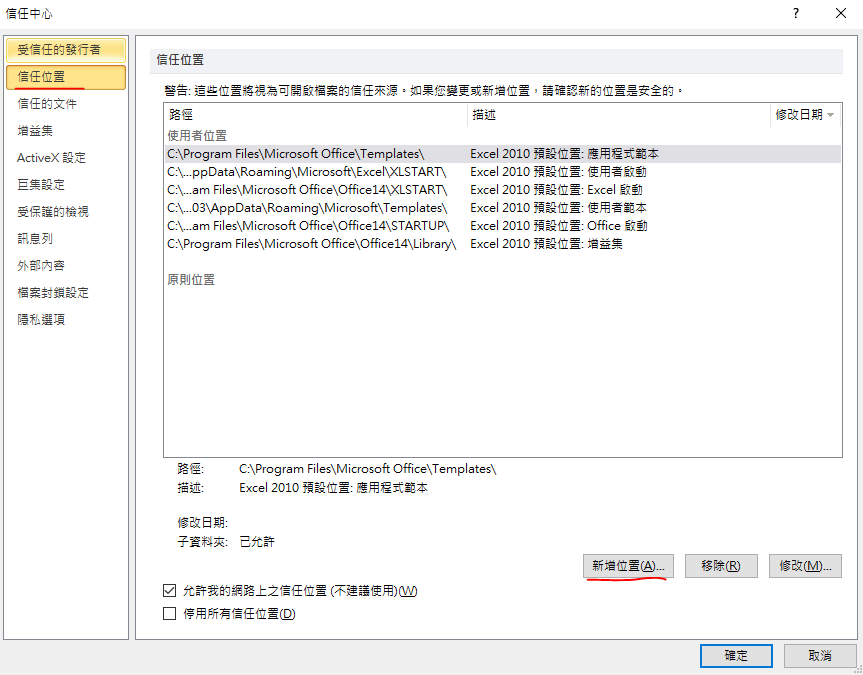 信任中心
?
受信任的發行者
信任位置
信任的文件
增益集
ActiveX 設定
巨集設定
受保護的檢視
訊息列
外部內容
檔案封鎖設定
隱私選項
信任位置
警告: 這些位置將視為可開啟檔案的信任來源。如果您變更或新增位置，請確認新的位置是安全的。
路徑 描述 修改日期
使用者位置
C:\Program Files\Microsoft Office\Templates\ Excel 2010 預設位置: 應用程式範本
C:\...ppData\Roaming\Microsoft\Excel\XLSTART\ Excel 2010 預設位置: 使用者啟動
C:\...am Files\Microsoft Office\Office14\XLSTART\ Excel 2010 預設位置: Excel 啟動
C:\...03\AppData\Roaming\Microsoft\Templates\ Excel 2010 預設位置: 使用者範本
C:\...am Files\Microsoft Office\Office14\STARTUP\ Excel 2010 預設位置: Office 啟動
C:\Program Files\Microsoft Office\Office14\Library\ Excel 2010 預設位置: 增益集
原則位置
路徑: C:\Program Files\Microsoft Office\Templates\
描述: Excel 2010 預設位置: 應用程式範本
修改日期:
子資料夾: 已允許
新增位置(A)... 移除(R) 修改(M)...
允許我的網路上之信任位置 (不建議使用)(W)
停用所有信任位置(D)
確定 取消